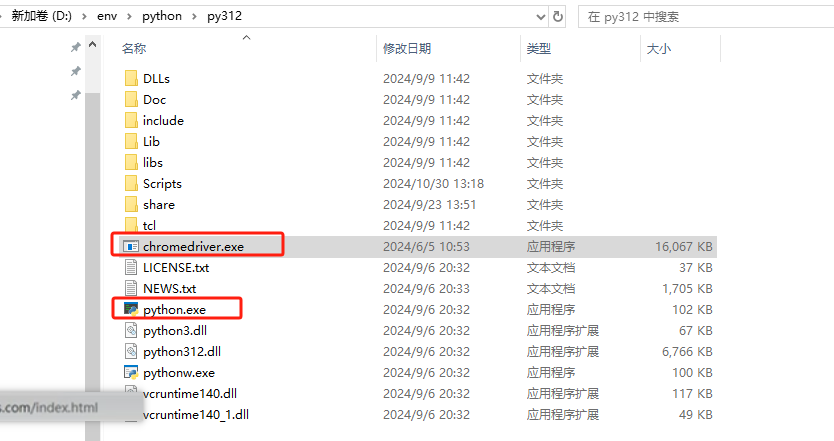 新加卷 (D:) env python py312 在 py312 中搜索
名称 修改日期 类型 大小
DLLs 2024/9/9 11:42 文件夹
Doc 2024/9/9 11:42 文件夹
include 2024/9/9 11:42 文件夹
Lib 2024/9/9 11:42 文件夹
libs 2024/9/9 11:42 文件夹
Scripts 2024/10/30 13:18 文件夹
share 2024/9/23 13:51 文件夹
tcl 2024/9/9 11:42 文件夹
chromedriver.exe 2024/6/5 10:53 应用程序 16,067 KB
LICENSE.txt 2024/9/6 20:32 文本文档 37 KB
NEWS.txt 2024/9/6 20:33 文本文档 1,705 KB
python.exe 2024/9/6 20:32 应用程序 102 KB
python3.dll 2024/9/6 20:32 应用程序扩展 67 KB
python312.dll 2024/9/6 20:32 应用程序扩展 6,766 KB
pythonw.exe 2024/9/6 20:32 应用程序 100 KB
vcruntime140.dll 2024/9/6 20:32 应用程序扩展 117 KB
s.com/index.html
vcruntime140_1.dll 2024/9/6 20:32 应用程序扩展 49 KB